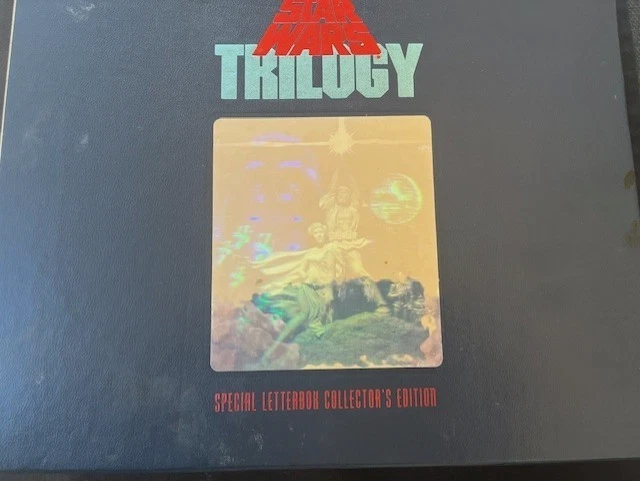 STAR
WARS
TRILOGY
SPECIAL LETTERBOX COLLECTOR'S EDITION